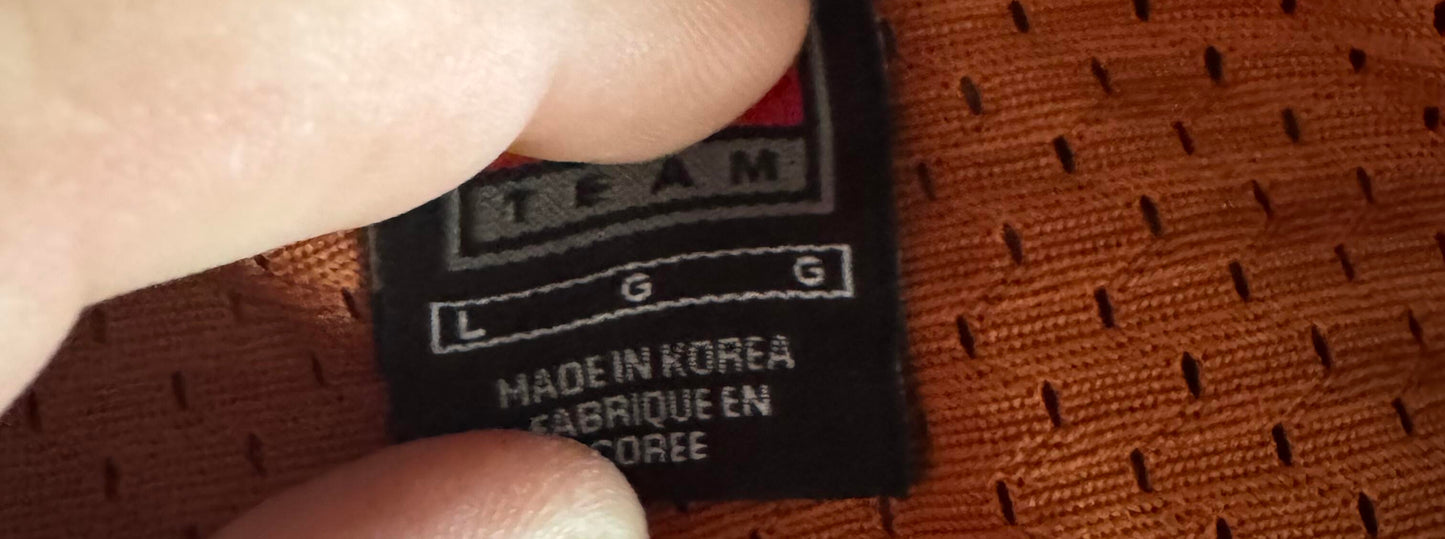 TEAM
L G G
MADE IN KOREA
FABRIQUE EN
COREE